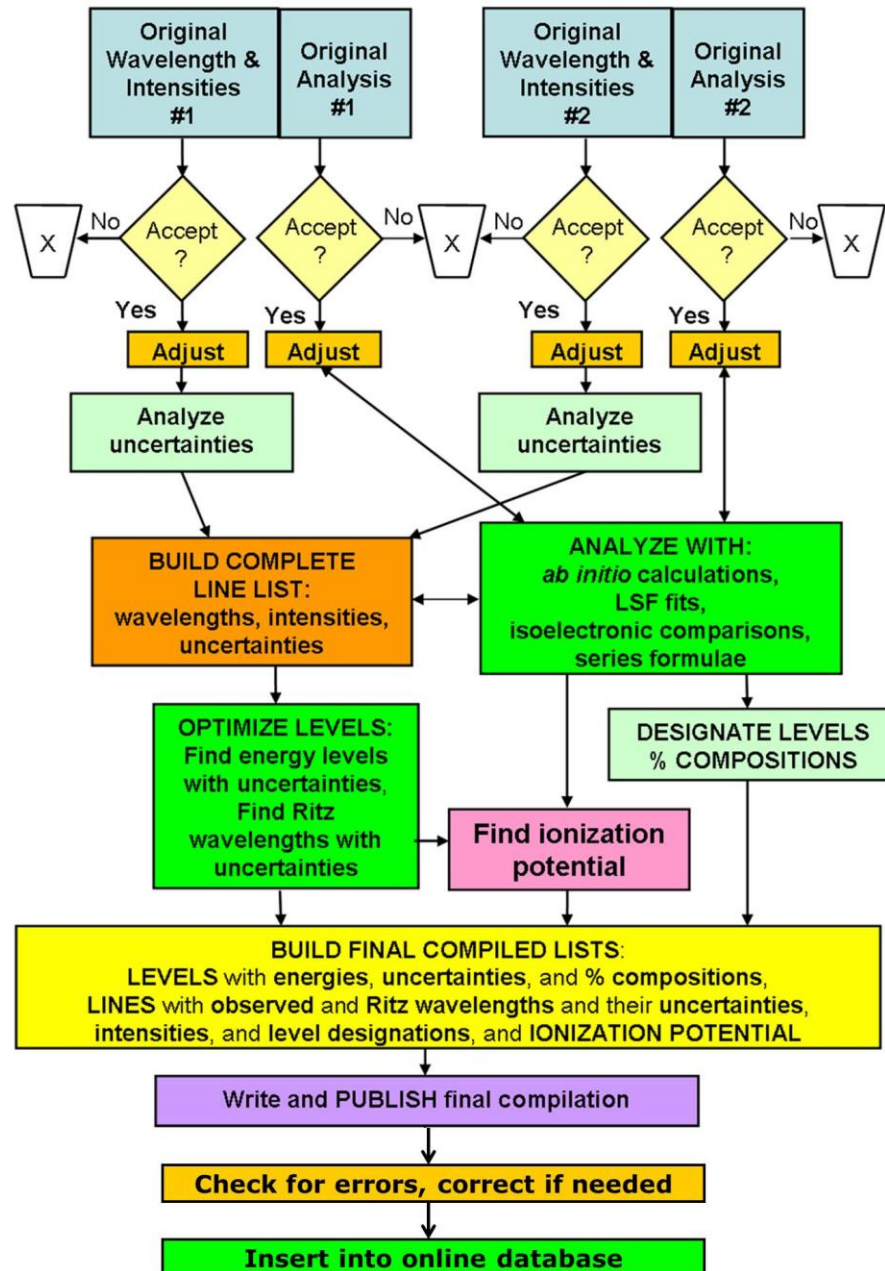 Original
Wavelength &
Intensities
#1
Original
Analysis
#1
Original
Wavelength &
Intensities
#2
Original
Analysis
#2
X
No
Accept
?
Accept
?
No
X
No
Accept
?
Accept
?
No
X
Yes
Yes
Yes
Yes
Adjust
Adjust
Adjust
Adjust
Analyze
uncertainties
Analyze
uncertainties
BUILD COMPLETE
LINE LIST:
wavelengths, intensities,
uncertainties
ANALYZE WITH:
ab initio calculations,
LSF fits,
isoelectronic comparisons,
series formulae
OPTIMIZE LEVELS:
Find energy levels
with uncertainties,
Find Ritz
wavelengths with
uncertainties
DESIGNATE LEVELS
% COMPOSITIONS
Find ionization
potential
BUILD FINAL COMPILED LISTS:
LEVELS with energies, uncertainties, and % compositions,
LINES with observed and Ritz wavelengths and their uncertainties,
intensities, and level designations, and IONIZATION POTENTIAL
Write and PUBLISH final compilation
Check for errors, correct if needed
Insert into online database